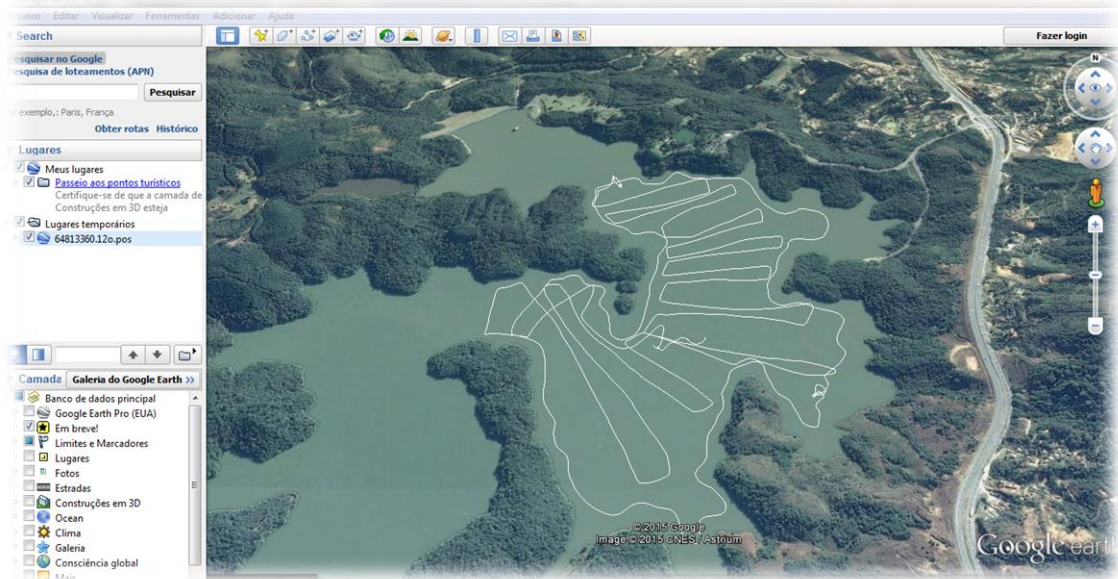 Editar Visualizar Ferramentas Adicionar Ajuda
Search
Pesquisar no Google
Pesquisa de loteamentos (APN)
Pesquisar
exemplo,: Paris, França
Obter rotas Histórico
Lugares
Meus lugares
Passeio aos pontos turísticos
Certifique-se de que a camada de
Construções em 3D esteja
Lugares temporários
64813360.12o.pos
Camada Galeria do Google Earth >>
Banco de dados principal
Google Earth Pro (EUA)
Em breve!
Limites e Marcadores
Lugares
Fotos
Estradas
Construções em 3D
Ocean
Clima
Galeria
Consciência global
Mais
Fazer login
N
© 2015 Google
Image © 2015 CNES / Astrium
Google earth